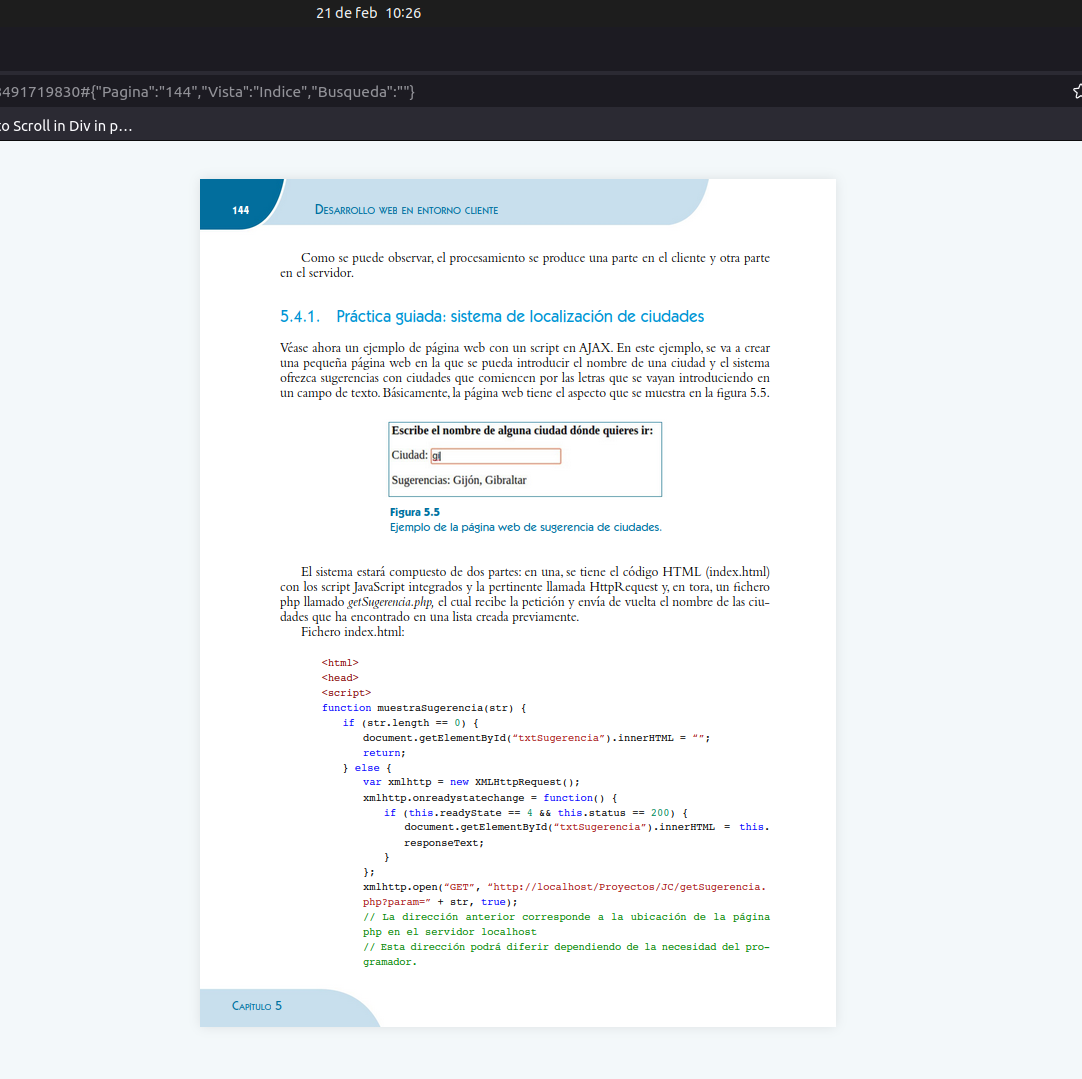 21 de feb 10:26
3491719830#{"Pagina":"144","Vista":"Indice","Busqueda":""}
to Scroll in Div in p…
144
Desarrollo web en entorno cliente
Como se puede observar, el procesamiento se produce una parte en el cliente y otra parte
en el servidor.
5.4.1. Práctica guiada: sistema de localización de ciudades
Véase ahora un ejemplo de página web con un script en AJAX. En este ejemplo, se va a crear
una pequeña página web en la que se pueda introducir el nombre de una ciudad y el sistema
ofrezca sugerencias con ciudades que comiencen por las letras que se vayan introduciendo en
un campo de texto. Básicamente, la página web tiene el aspecto que se muestra en la figura 5.5.
Escribe el nombre de alguna ciudad dónde quieres ir:
Ciudad: gi
Sugerencias: Gijón, Gibraltar
Figura 5.5
Ejemplo de la página web de sugerencia de ciudades.
El sistema estará compuesto de dos partes: en una, se tiene el código HTML (index.html)
con los script JavaScript integrados y la pertinente llamada HttpRequest y, en tora, un fichero
php llamado getSugerencia.php, el cual recibe la petición y envía de vuelta el nombre de las ciu-
dades que ha encontrado en una lista creada previamente.
Fichero index.html:
<html>
<head>
<script>
function muestraSugerencia(str) {
if (str.length == 0) {
document.getElementById(“txtSugerencia”).innerHTML = “”;
return;
} else {
var xmlhttp = new XMLHttpRequest();
xmlhttp.onreadystatechange = function() {
if (this.readyState == 4 && this.status == 200) {
document.getElementById(“txtSugerencia”).innerHTML = this.
responseText;
}
};
xmlhttp.open(“GET”, “http://localhost/Proyectos/JC/getSugerencia.
php?param=” + str, true);
// La dirección anterior corresponde a la ubicación de la página
php en el servidor localhost
// Esta dirección podrá diferir dependiendo de la necesidad del pro-
gramador.
Capítulo 5